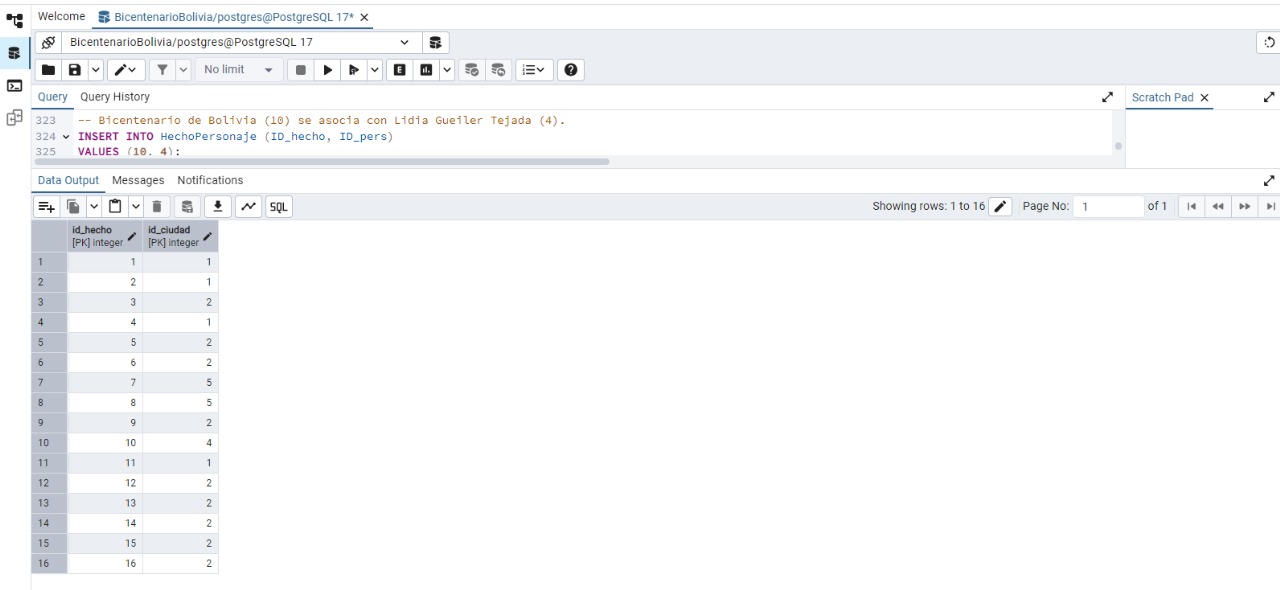 Welcome BicentenarioBolivia/postgres@PostgreSQL 17*
BicentenarioBolivia/postgres@PostgreSQL 17
No limit
E
Query Query History
Scratch Pad
323 -- Bicentenario de Bolivia (10) se asocia con Lidia Gueiler Tejada (4).
324 INSERT INTO HechoPersonaje (ID_hecho, ID_pers)
325 VALUES (10, 4);
Data Output Messages Notifications
SQL Showing rows: 1 to 16 Page No: 1 of 1
id_hecho id_ciudad
[PK] integer [PK] integer
1 1 1
2 2 1
3 3 2
4 4 1
5 5 2
6 6 2
7 7 5
8 8 5
9 9 2
10 10 4
11 11 1
12 12 2
13 13 2
14 14 2
15 15 2
16 16 2